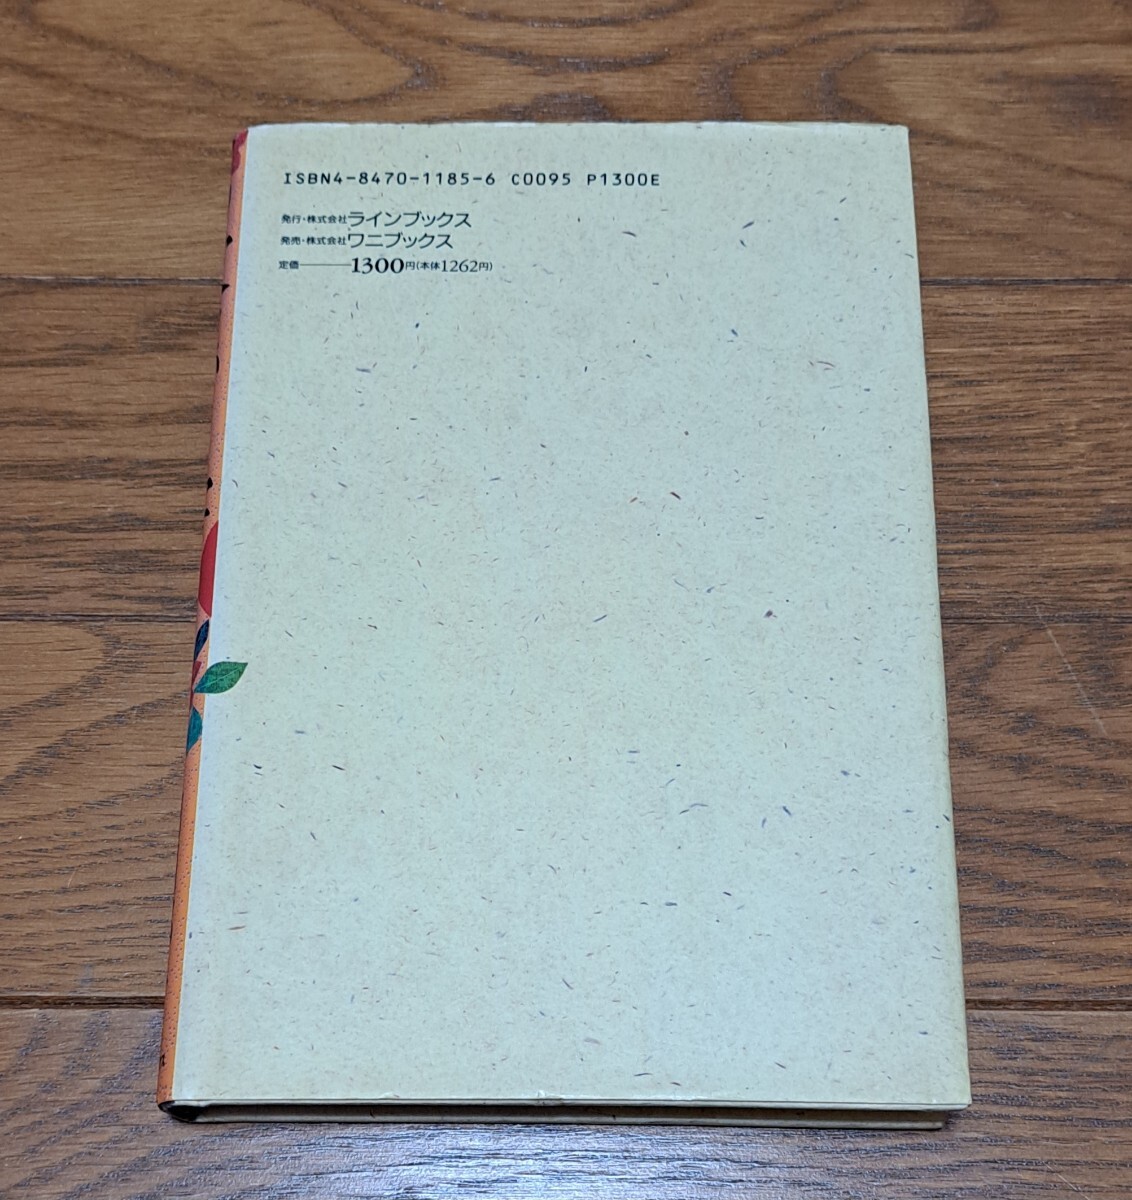 ISBN4-8470-1185-6 C0095 P1300E
発行・株式会社ラインブックス
発売・株式会社ワニブックス
定価――1300円(本体1262円)